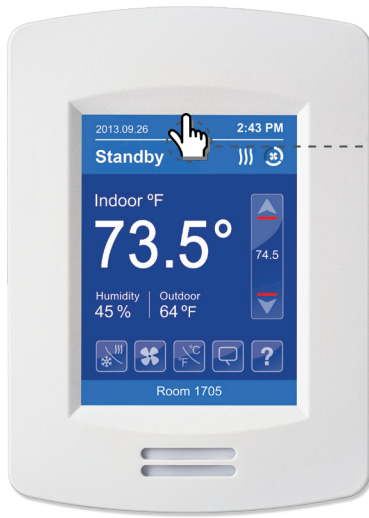 2013.09.26 2:43 PM
Standby
Indoor ºF
73.5°
74.5
Humidity Outdoor
45 % 64 ºF
°F °C
?
Room 1705